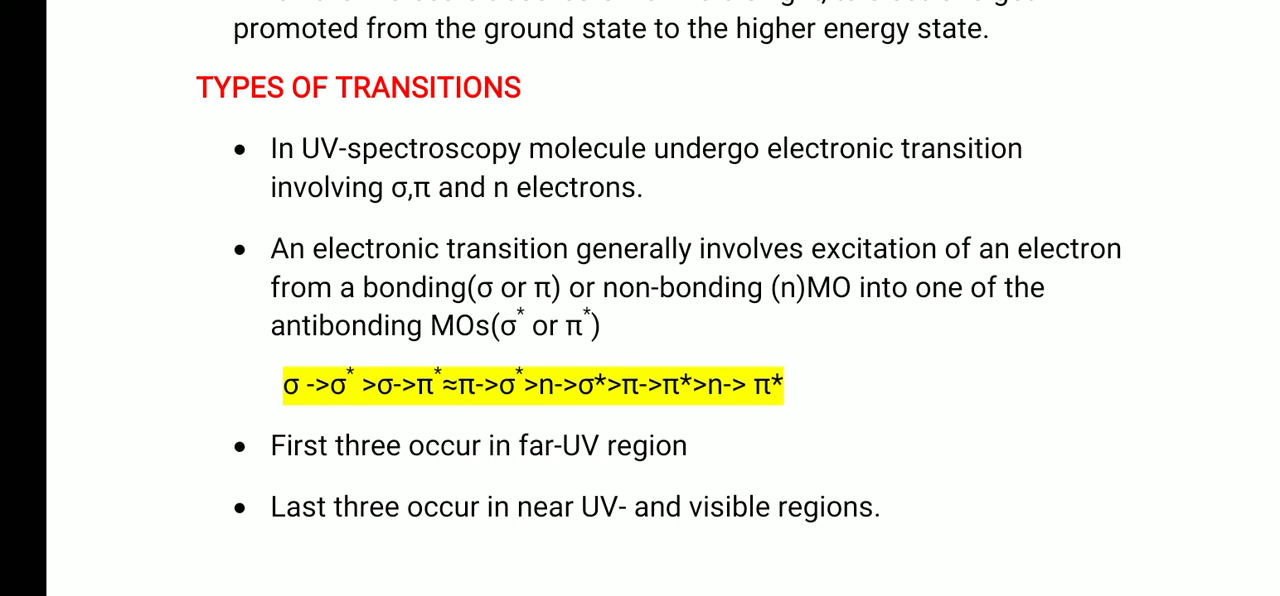 promoted from the ground state to the higher energy state.
TYPES OF TRANSITIONS
• In UV-spectroscopy molecule undergo electronic transition
involving σ,π and n electrons.
• An electronic transition generally involves excitation of an electron
from a bonding(σ or π) or non-bonding (n)MO into one of the
antibonding MOs(σ* or π*)
σ ->σ* >σ->π*≈π->σ*>n->σ*>π->π*>n-> π*
• First three occur in far-UV region
• Last three occur in near UV- and visible regions.